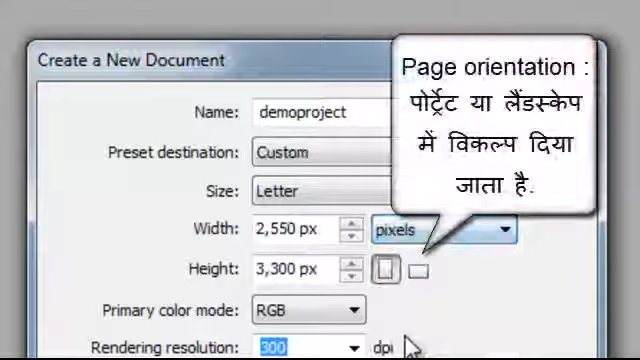 Create a New Document
Page orientation :
पोर्ट्रेट या लैंडस्केप
में विकल्प दिया
जाता है.
Name: demoproject
Preset destination: Custom
Size: Letter
Width: 2,550 px pixels
Height: 3,300 px
Primary color mode: RGB
Rendering resolution: 300 dpi